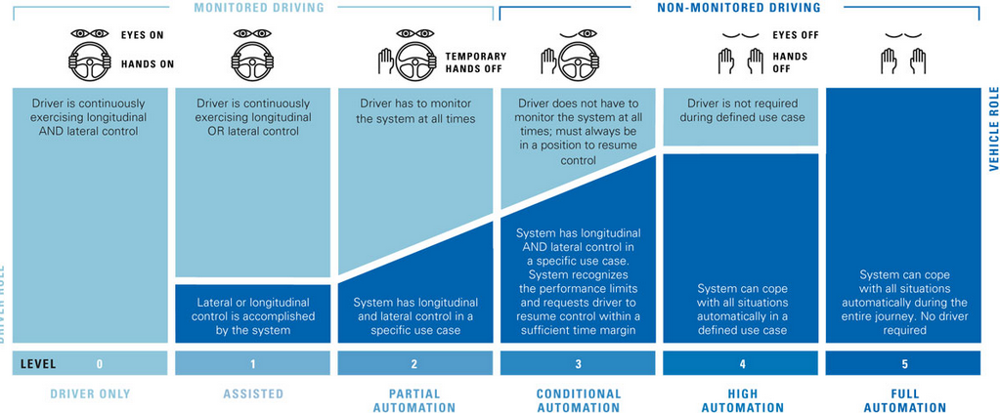 MONITORED DRIVING
NON-MONITORED DRIVING
EYES ON
HANDS ON
TEMPORARY
HANDS OFF
EYES OFF
HANDS
OFF
Driver is continuously
exercising longitudinal
AND lateral control
Driver is continuously
exercising longitudinal
OR lateral control
Driver has to monitor
the system at all times
Driver does not have to
monitor the system at all
times; must always be
in a position to resume
control
Driver is not required
during defined use case
VEHICLE ROLE
DRIVER ROLE
Lateral or longitudinal
control is accomplished
by the system
System has longitudinal
and lateral control in a
specific use case
System has longitudinal
AND lateral control in
a specific use case.
System recognizes
the performance limits
and requests driver to
resume control within a
sufficient time margin
System can cope
with all situations
automatically in a
defined use case
System can cope
with all situations
automatically during the
entire journey. No driver
required
LEVEL 0
1
2
3
4
5
DRIVER ONLY
ASSISTED
PARTIAL
AUTOMATION
CONDITIONAL
AUTOMATION
HIGH
AUTOMATION
FULL
AUTOMATION